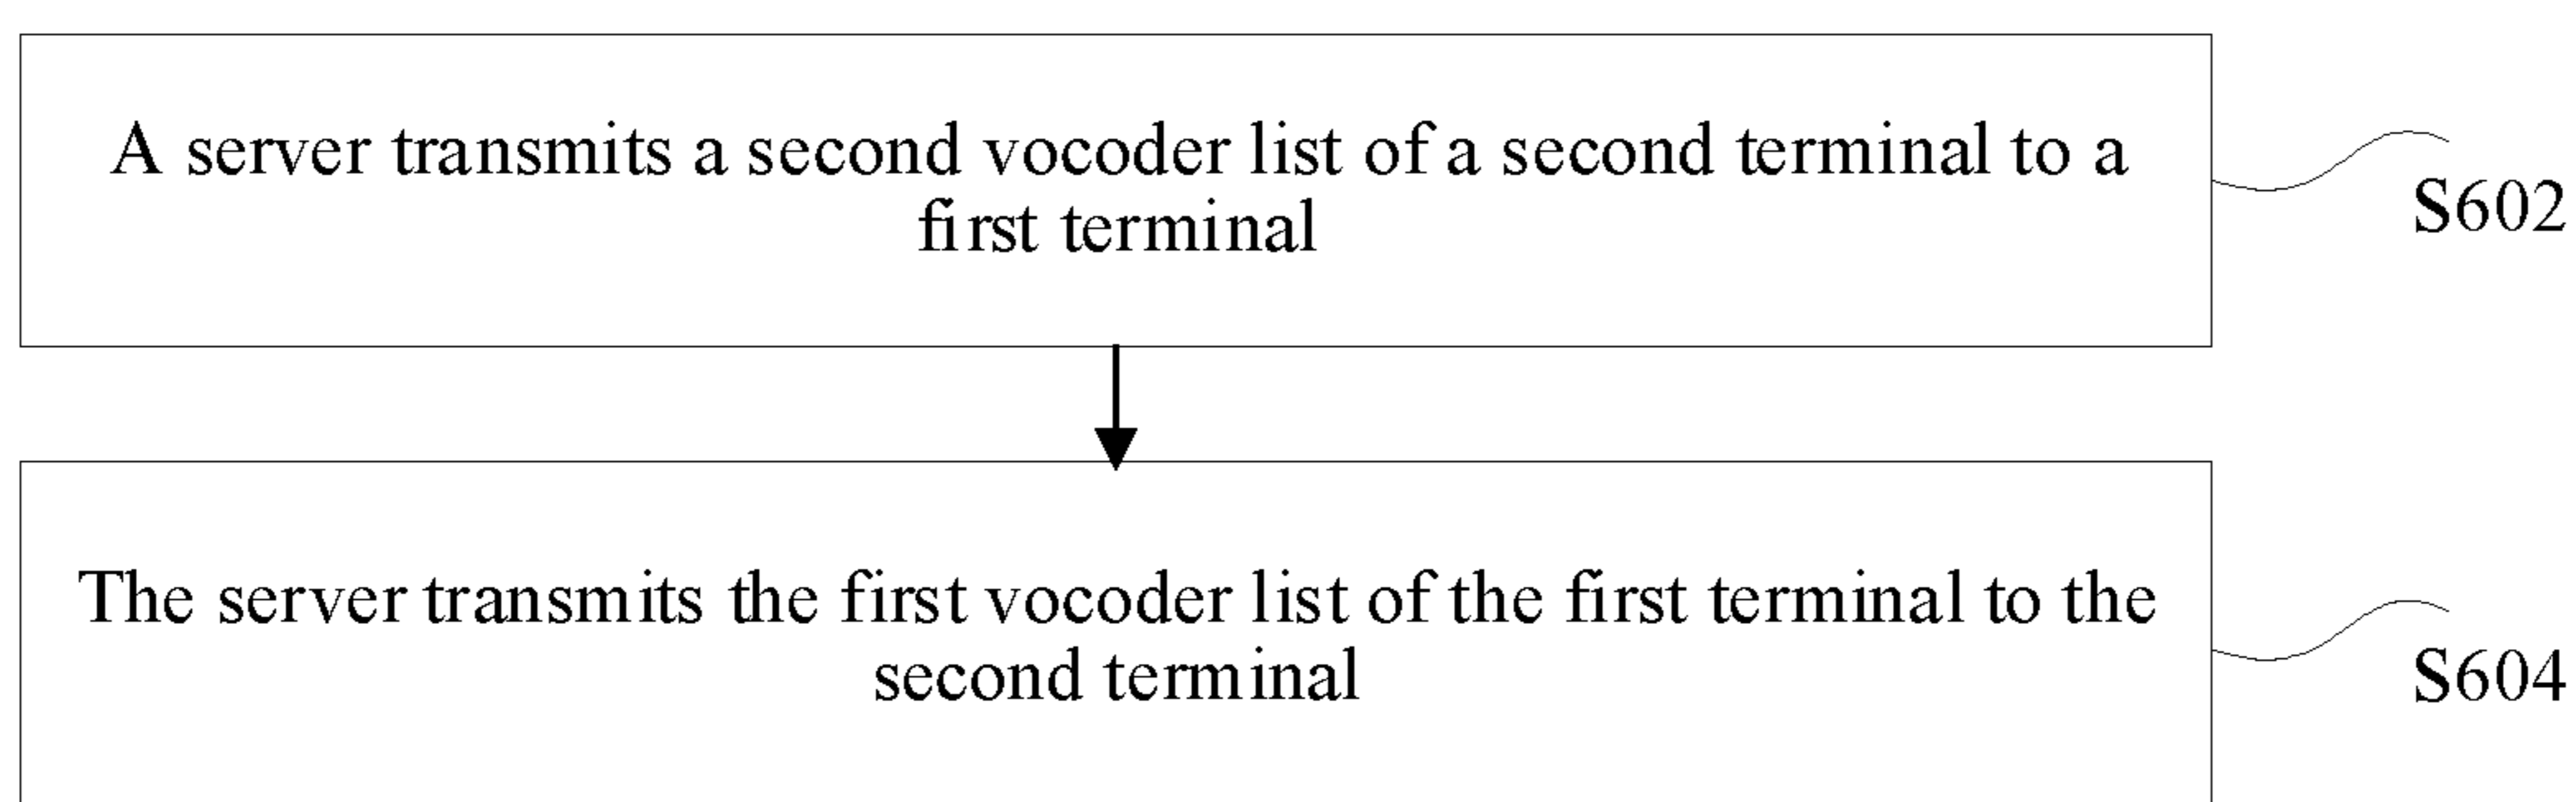 A server transmits a second vocoder list of a second terminal to a
first terminal
S602
The server transmits the first vocoder list of the first terminal to the
second terminal
S604